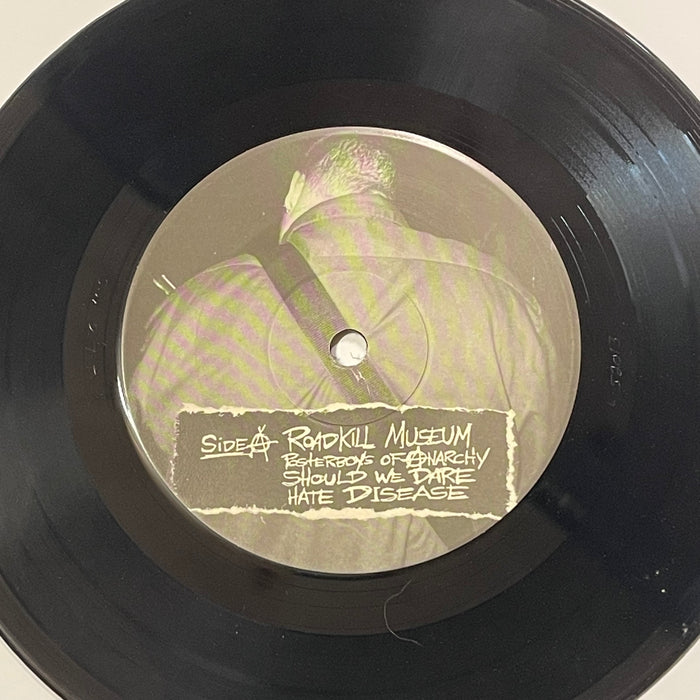 SIDE A
ROADKILL MUSEUM
POSTERBOYS OF ANARCHY
SHOULD WE DARE
HATE DISEASE